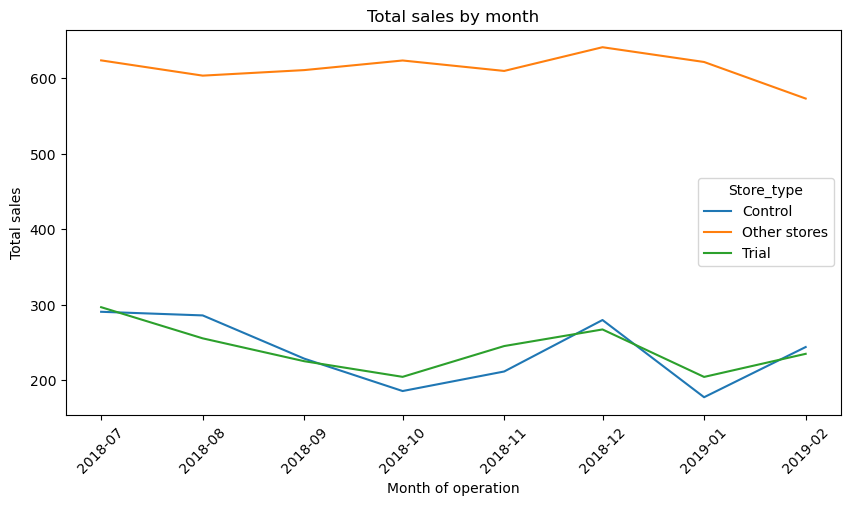 Total sales by month
Total sales
600
500
400
300
200
Store_type
Control
Other stores
Trial
2018-07
2018-08
2018-09
2018-10
2018-11
2018-12
2019-01
2019-02
Month of operation